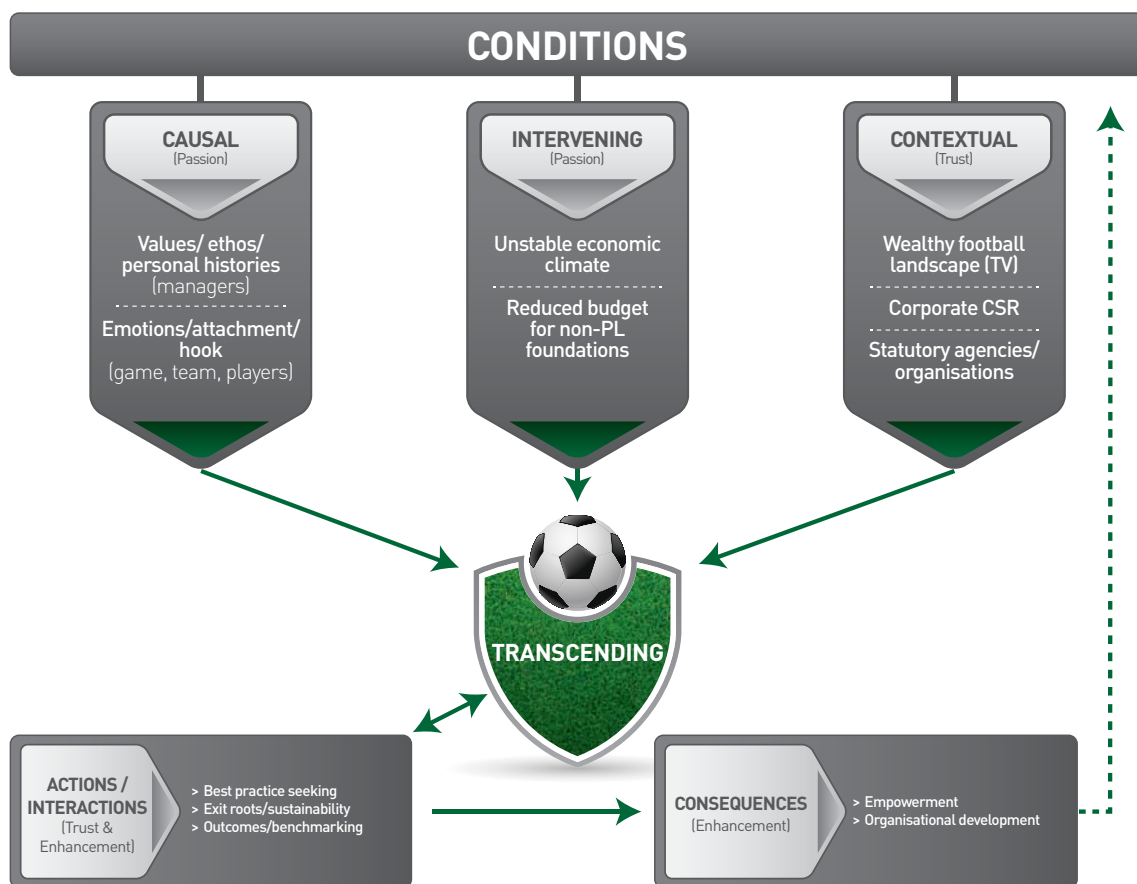 CONDITIONS
CAUSAL
(Passion)
Values/ ethos/
personal histories
(managers)
Emotions/attachment/
hook
(game, team, players)
INTERVENING
(Passion)
Unstable economic
climate
Reduced budget
for non-PL
foundations
CONTEXTUAL
(Trust)
Wealthy football
landscape (TV)
Corporate CSR
Statutory agencies/
organisations
TRANSCENDING
ACTIONS /
INTERACTIONS
(Trust &
Enhancement)
> Best practice seeking
> Exit roots/sustainability
> Outcomes/benchmarking
CONSEQUENCES
(Enhancement)
> Empowerment
> Organisational development